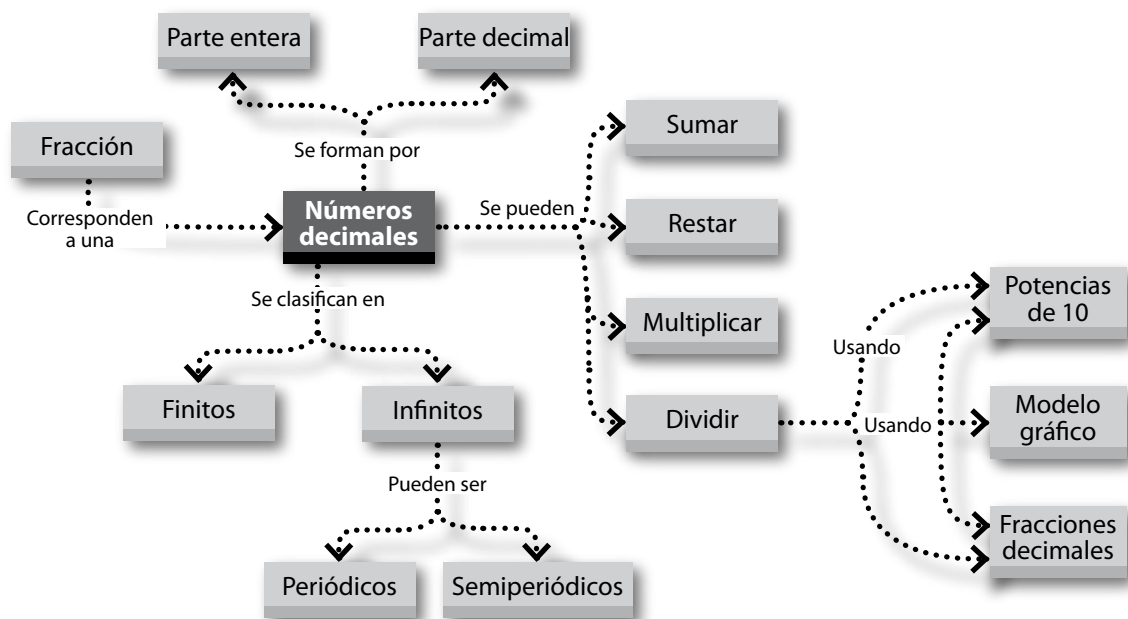 Parte entera
Parte decimal
Fracción
Se forman por
Sumar
Corresponden
a una
Números
decimales
Se pueden
Restar
Se clasifican en
Potencias
de 10
Multiplicar
Usando
Finitos
Infinitos
Dividir
Usando
Modelo
gráfico
Pueden ser
Fracciones
decimales
Periódicos
Semiperiódicos